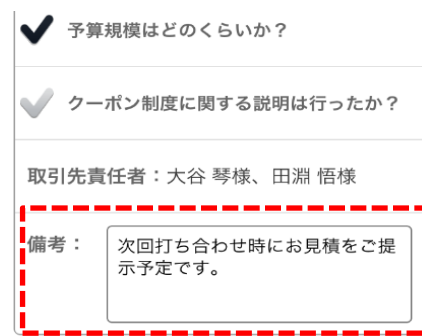 予算規模はどのくらいか？
クーポン制度に関する説明は行ったか？
取引先責任者：大谷 琴様、田淵 悟様
備考：
次回打ち合わせ時にお見積をご提
示予定です。